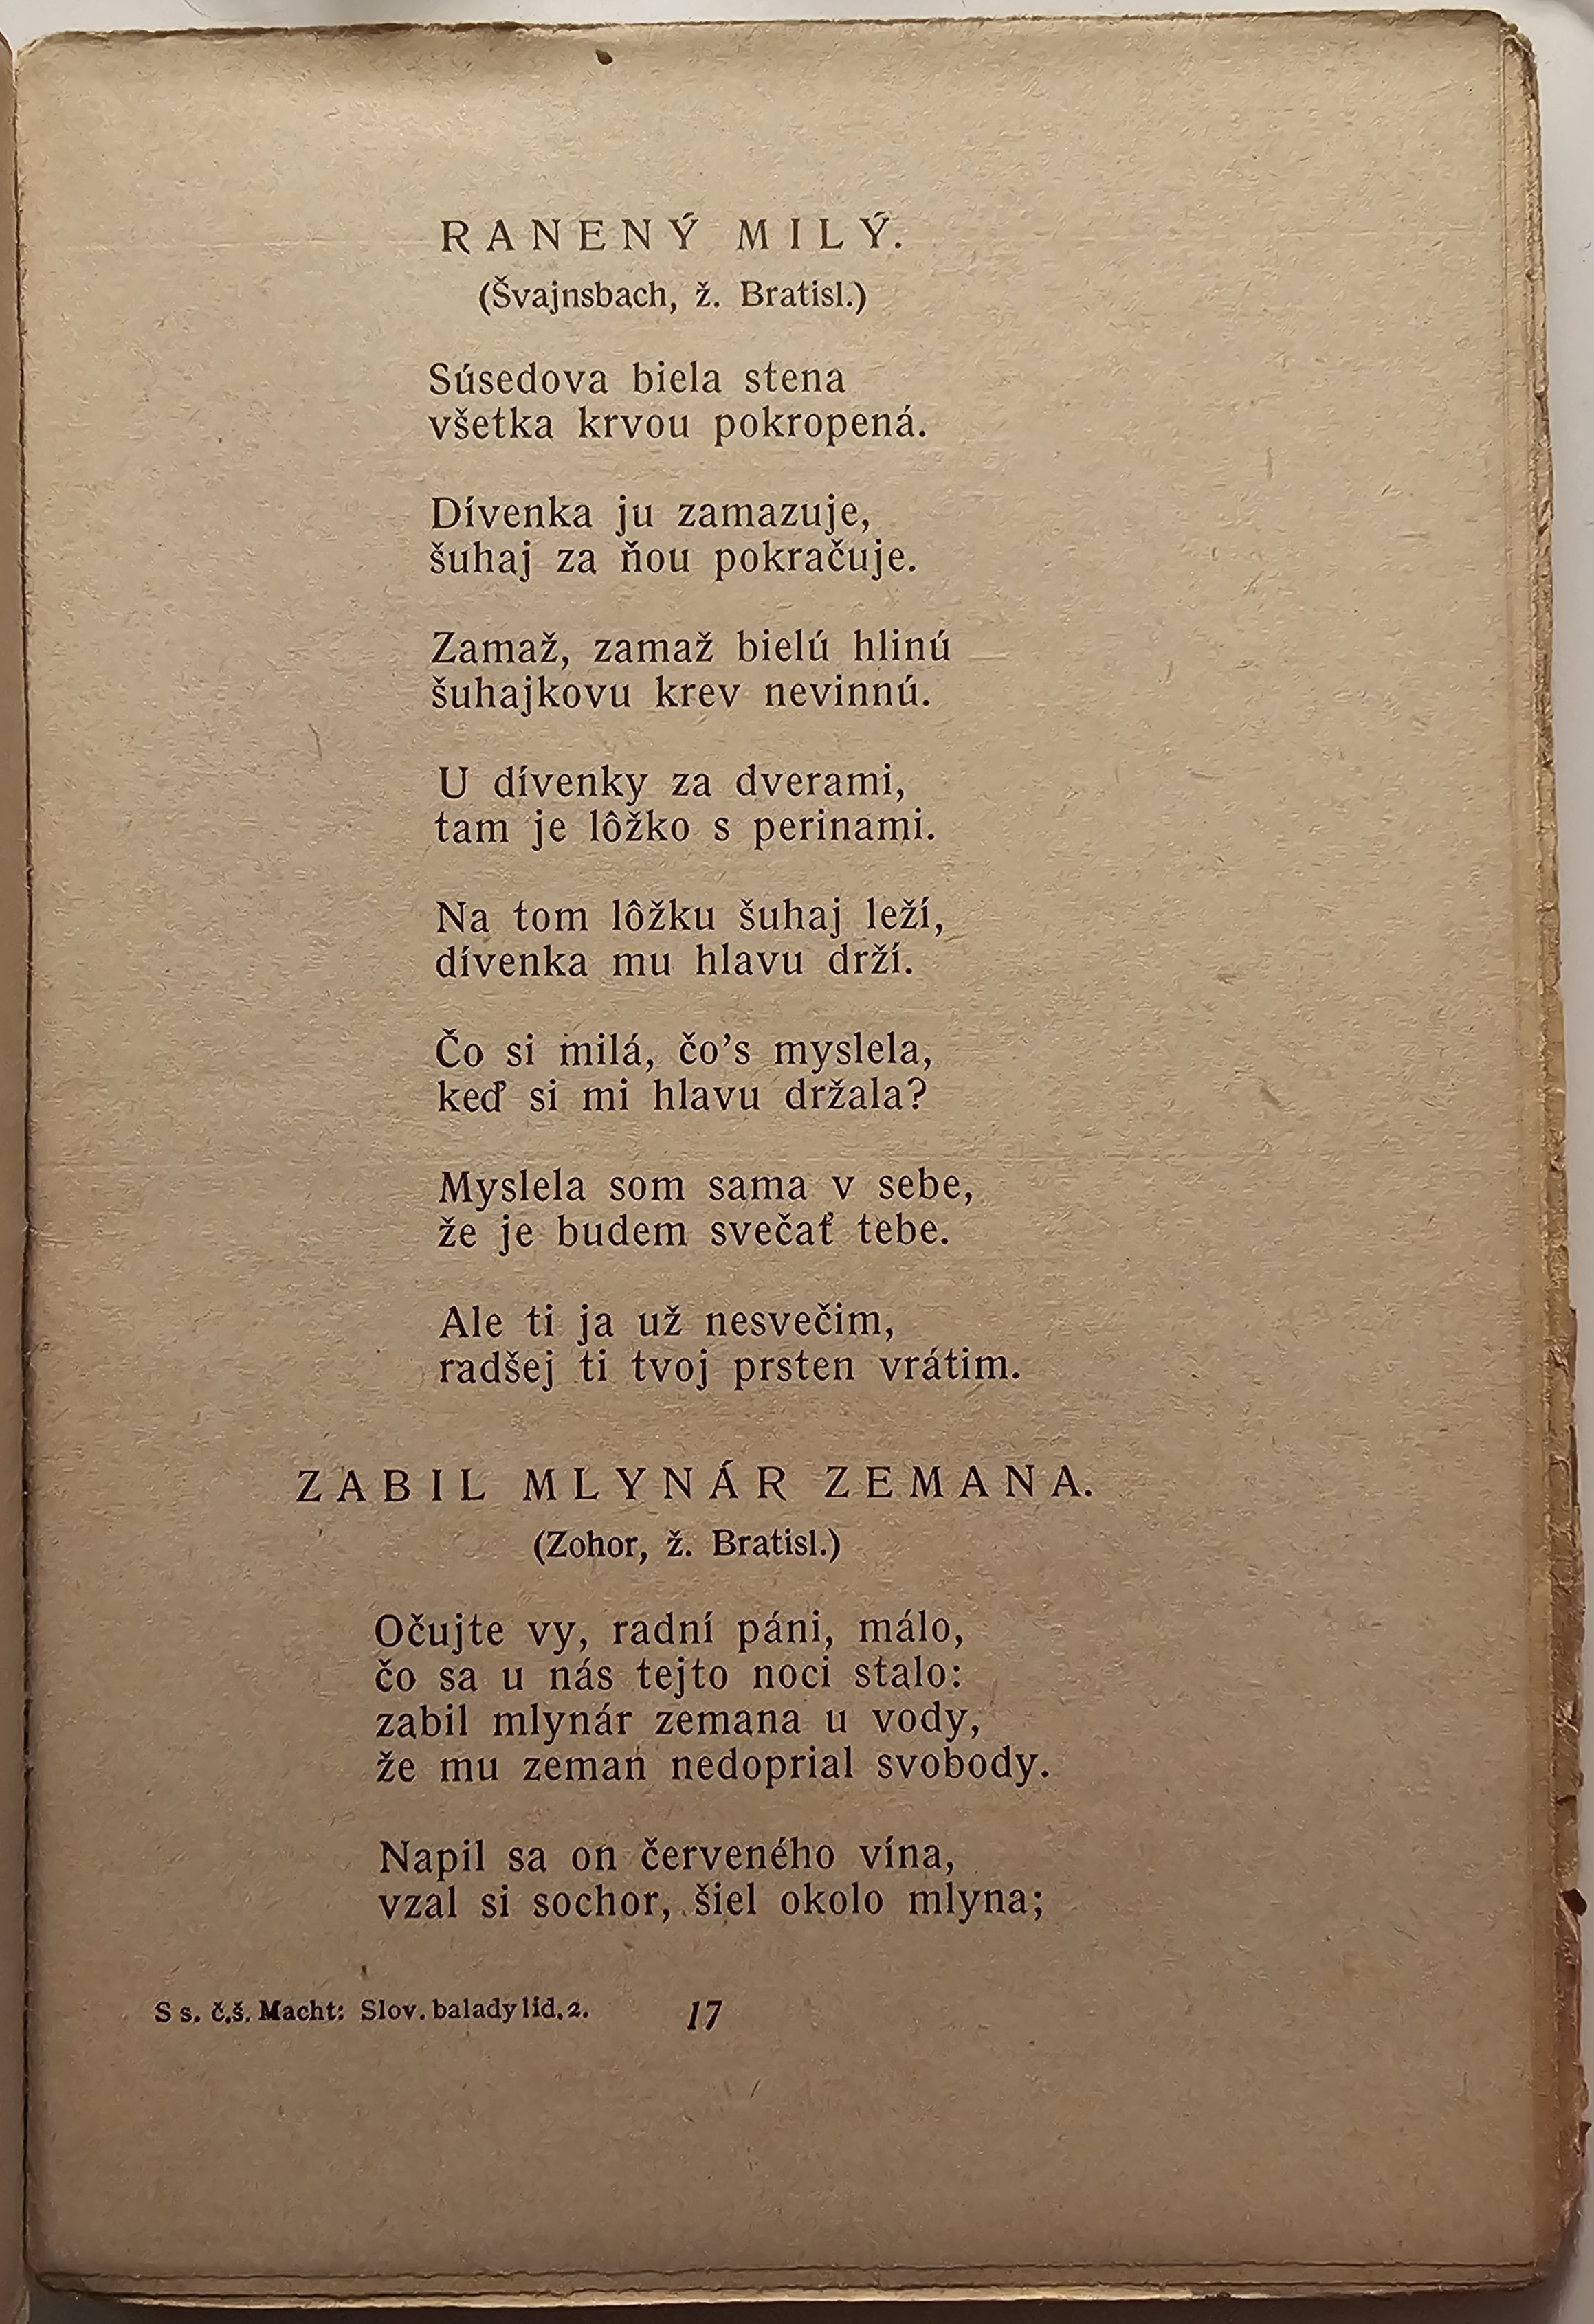 RANENÝ MILÝ.
(Švajnsbach, ž. Bratisl.)
Súsedova biela stena
všetka krvou pokropená.
Dívenka ju zamazuje,
šuhaj za ňou pokračuje.
Zamaž, zamaž bielú hlinú
šuhajkovu krev nevinnú.
U dívenky za dverami,
tam je lôžko s perinami.
Na tom lôžku šuhaj leží,
dívenka mu hlavu drží.
Čo si milá, čo’s myslela,
keď si mi hlavu držala?
Myslela som sama v sebe,
že je budem svečať tebe.
Ale ti ja už nesvečim,
radšej ti tvoj prsten vrátim.
ZABIL MLYNÁR ZEMANA.
(Zohor, ž. Bratisl.)
Očujte vy, radní páni, málo,
čo sa u nás tejto noci stalo:
zabil mlynár zemana u vody,
že mu zeman nedoprial svobody.
Napil sa on červeného vína,
vzal si sochor, šiel okolo mlyna;
S s. č.š. Macht: Slov. balady lid. 2. 17